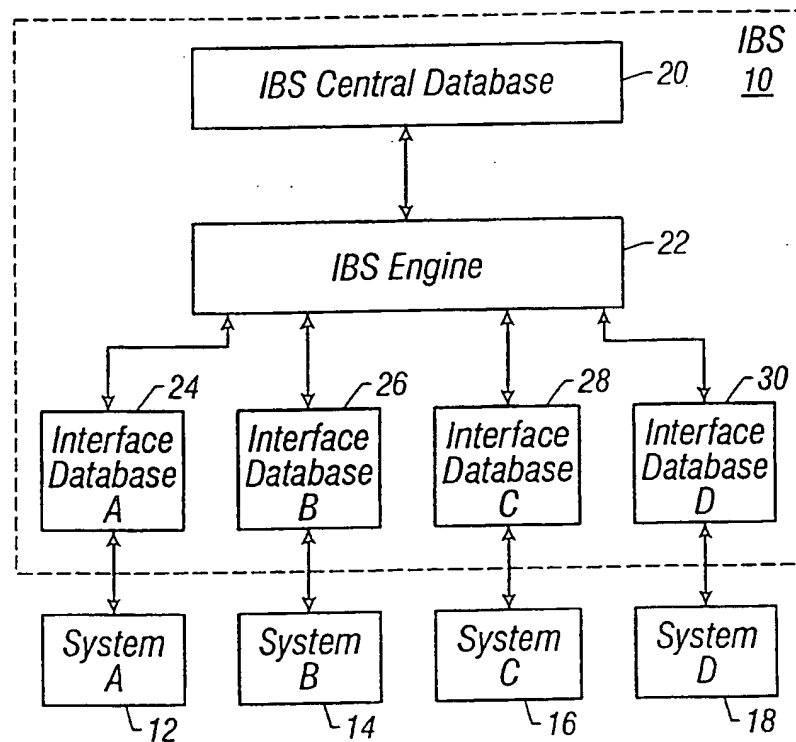 IBS
10
IBS Central Database
20
IBS Engine
22
24
26
28
30
Interface
Database
A
Interface
Database
B
Interface
Database
C
Interface
Database
D
System
A
System
B
System
C
System
D
12
14
16
18